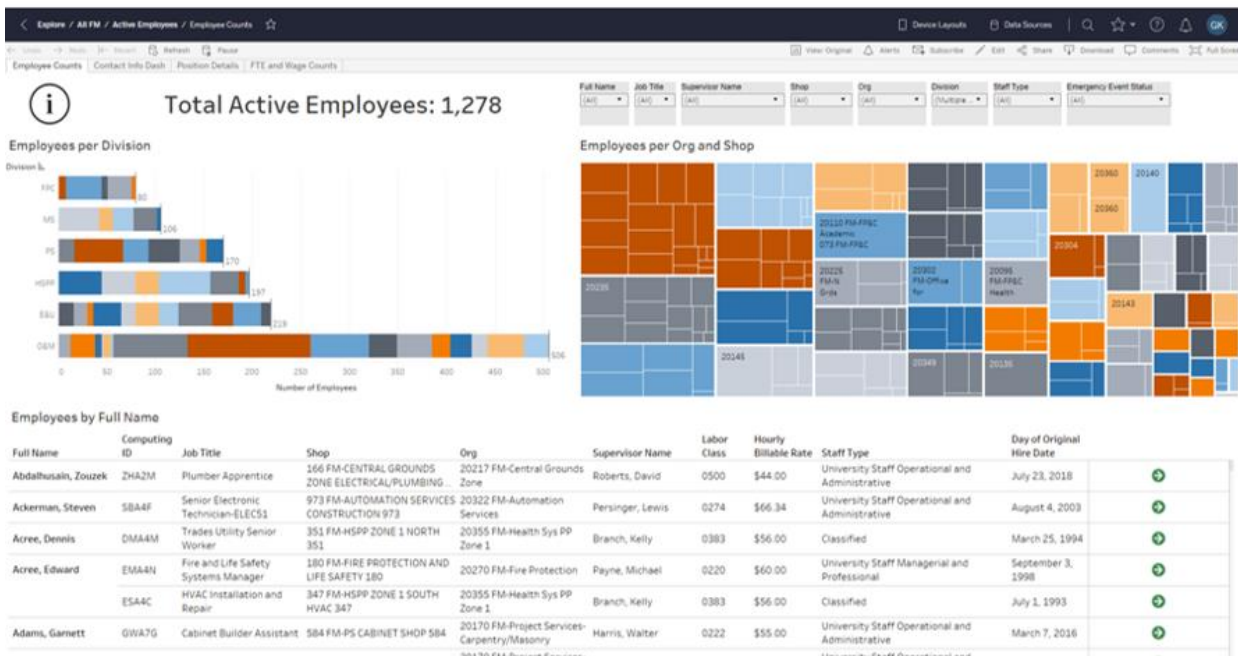 Explore / All FM / Active Employees / Employee Counts
Device Layouts
Data Sources
GK
Undo
Redo
Revert
Refresh
Pause
View: Original
Alerts
Subscribe
Edit
Share
Download
Comments
Full Screen
Employee Counts
Contact Info Dash
Position Details
FTE and Wage Counts
i
Total Active Employees: 1,278
Full Name
Job Title
Supervisor Name
Shop
Org
Division
Staff Type
Emergency Event Status
(All)
(All)
(All)
(All)
(All)
(Multiple...
(All)
(All)
Employees per Division
Division
FPC
80
MS
106
PS
170
HSPP
197
E&U
219
O&M
506
0
50
100
150
200
250
300
350
400
450
500
Number of Employees
Employees per Org and Shop
20360
20140
20360
20110 FM-FP&C
Academic
073 FM-FP&C
20304
20235
20225
FM-N
Grds
20302
FM-Office
for
20095
FM-FP&C
Health
20143
20145
20349
20135
Employees by Full Name
Full Name
Computing
ID
Job Title
Shop
Org
Supervisor Name
Labor
Class
Hourly
Billable Rate
Staff Type
Day of Original
Hire Date
Abdalhusain, Zouzek
ZHA2M
Plumber Apprentice
166 FM-CENTRAL GROUNDS
ZONE ELECTRICAL/PLUMBING...
20217 FM-Central Grounds
Zone
Roberts, David
0500
$44.00
University Staff Operational and
Administrative
July 23, 2018
Ackerman, Steven
SBA4F
Senior Electronic
Technician-ELEC51
973 FM-AUTOMATION SERVICES
CONSTRUCTION 973
20322 FM-Automation
Services
Persinger, Lewis
0274
$66.34
University Staff Operational and
Administrative
August 4, 2003
Acree, Dennis
DMA4M
Trades Utility Senior
Worker
351 FM-HSPP ZONE 1 NORTH
351
20355 FM-Health Sys PP
Zone 1
Branch, Kelly
0383
$56.00
Classified
March 25, 1994
Acree, Edward
EMA4N
Fire and Life Safety
Systems Manager
180 FM-FIRE PROTECTION AND
LIFE SAFETY 180
20270 FM-Fire Protection
Payne, Michael
0220
$60.00
University Staff Managerial and
Professional
September 3,
1998
ESA4C
HVAC Installation and
Repair
347 FM-HSPP ZONE 1 SOUTH
HVAC 347
20355 FM-Health Sys PP
Zone 1
Branch, Kelly
0383
$56.00
Classified
July 1, 1993
Adams, Garnett
GWA7G
Cabinet Builder Assistant
584 FM-PS CABINET SHOP 584
20170 FM-Project Services-
Carpentry/Masonry
Harris, Walter
0222
$55.00
University Staff Operational and
Administrative
March 7, 2016